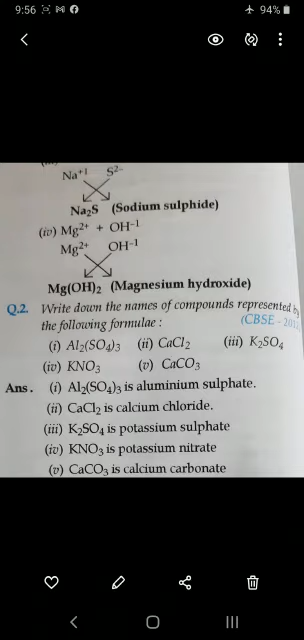 9:56
94%
Na⁺¹ S²⁻
Na₂S (Sodium sulphide)
(iv) Mg²⁺ + OH⁻¹
Mg²⁺ OH⁻¹
Mg(OH)₂ (Magnesium hydroxide)
Q.2. Write down the names of compounds represented by
the following formulae : (CBSE - 201
(i) Al₂(SO₄)₃ (ii) CaCl₂ (iii) K₂SO₄
(iv) KNO₃ (v) CaCO₃
Ans. (i) Al₂(SO₄)₃ is aluminium sulphate.
(ii) CaCl₂ is calcium chloride.
(iii) K₂SO₄ is potassium sulphate
(iv) KNO₃ is potassium nitrate
(v) CaCO₃ is calcium carbonate